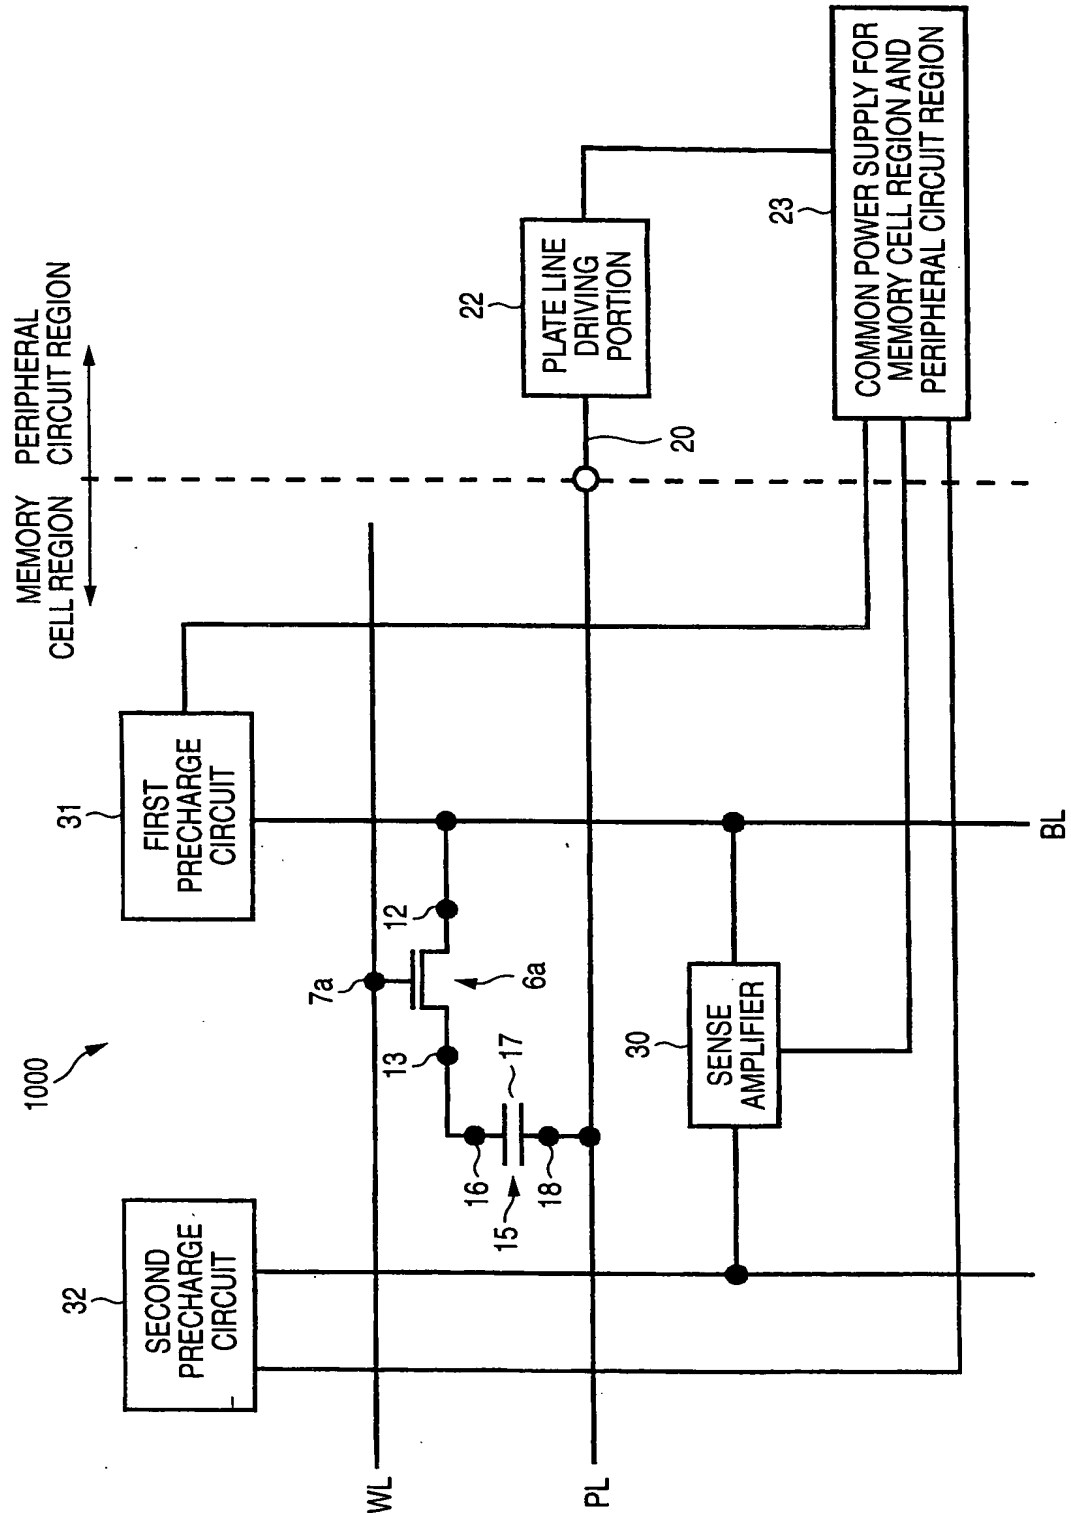 1000
MEMORY
CELL REGION
PERIPHERAL
CIRCUIT REGION
32
SECOND
PRECHARGE
CIRCUIT
31
FIRST
PRECHARGE
CIRCUIT
WL
7a
13
12
6a
16
17
15
18
PL
20
22
PLATE LINE
DRIVING
PORTION
30
SENSE
AMPLIFIER
23
COMMON POWER SUPPLY FOR
MEMORY CELL REGION AND
PERIPHERAL CIRCUIT REGION
BL